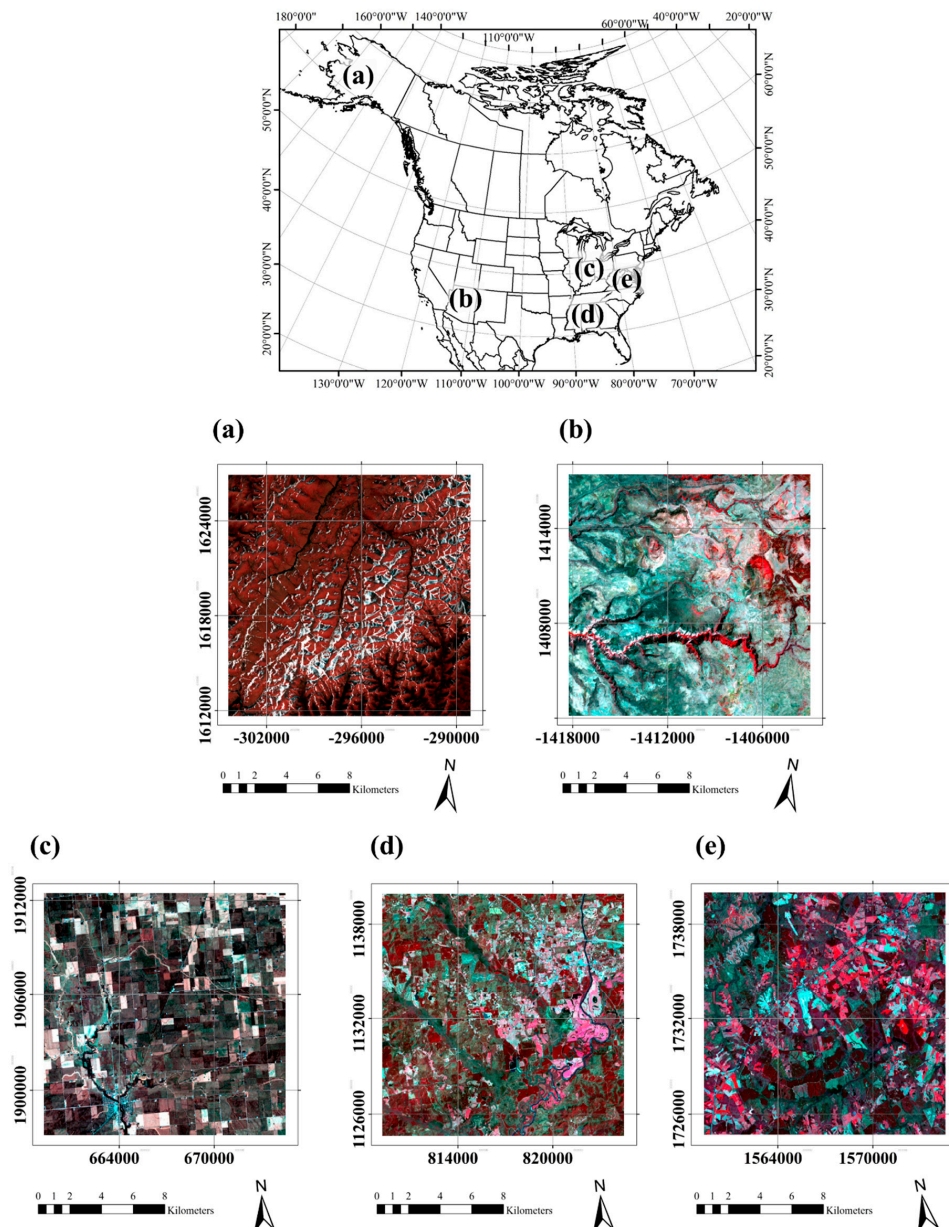 180°0'0"W 160°0'0"W 140°0'0"W 120°0'0"W 110°0'0"W 60°0'0"W 40°0'0"W 20°0'0"W
50°0'0"N 40°0'0"N 30°0'0"N 20°0'0"N
60°0'0"N 50°0'0"N 40°0'0"N 30°0'0"N 20°0'0"N
(a)
(b)
(c)
(d)
(e)
130°0'0"W 120°0'0"W 110°0'0"W 100°0'0"W 90°0'0"W 80°0'0"W 70°0'0"W
(a)
1624000
1618000
1612000
-302000 -296000 -290000
0 1 2 4 6 8
Kilometers
N
(b)
1414000
1408000
-1418000 -1412000 -1406000
0 1 2 4 6 8
Kilometers
N
(c)
1912000
1906000
1900000
664000 670000
0 1 2 4 6 8
Kilometers
N
(d)
1138000
1132000
1126000
814000 820000
0 1 2 4 6 8
Kilometers
N
(e)
1738000
1732000
1726000
1564000 1570000
0 1 2 4 6 8
Kilometers
N